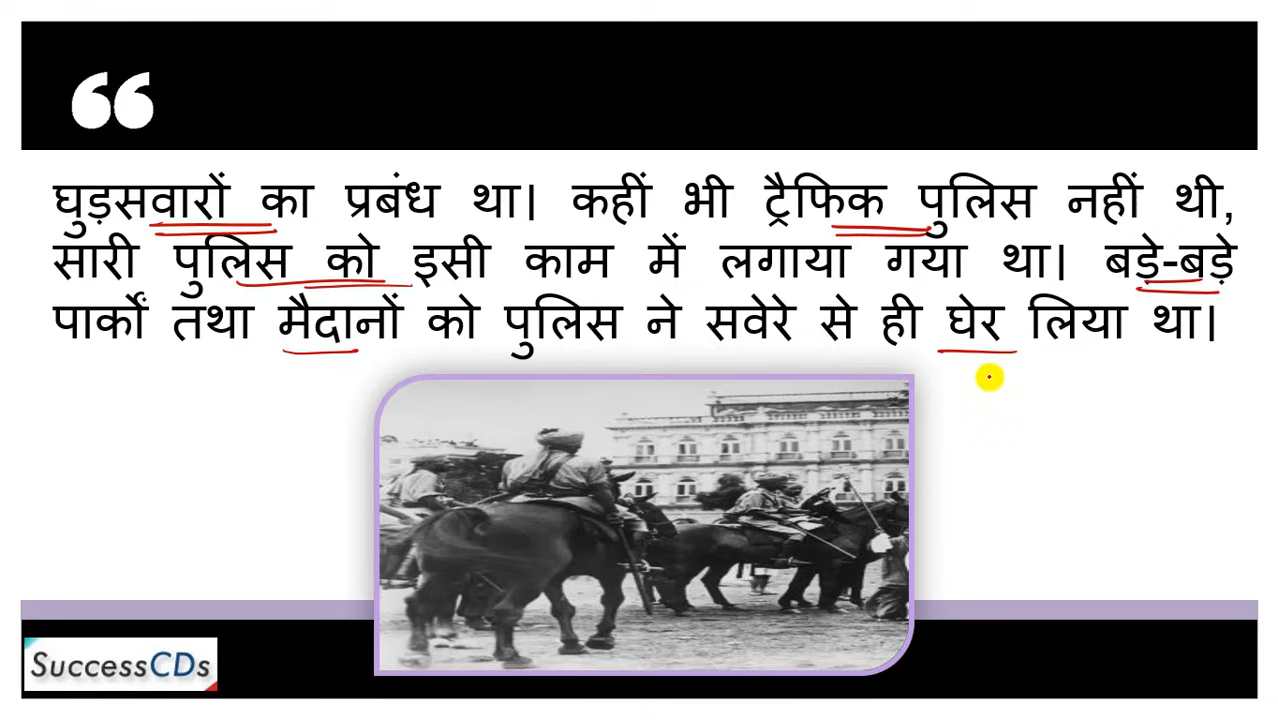 घुड़सवारों का प्रबंध था। कहीं भी ट्रैफिक पुलिस नहीं थी,
सारी पुलिस को इसी काम में लगाया गया था। बड़े-बड़े
पार्कों तथा मैदानों को पुलिस ने सवेरे से ही घेर लिया था।
SuccessCDs